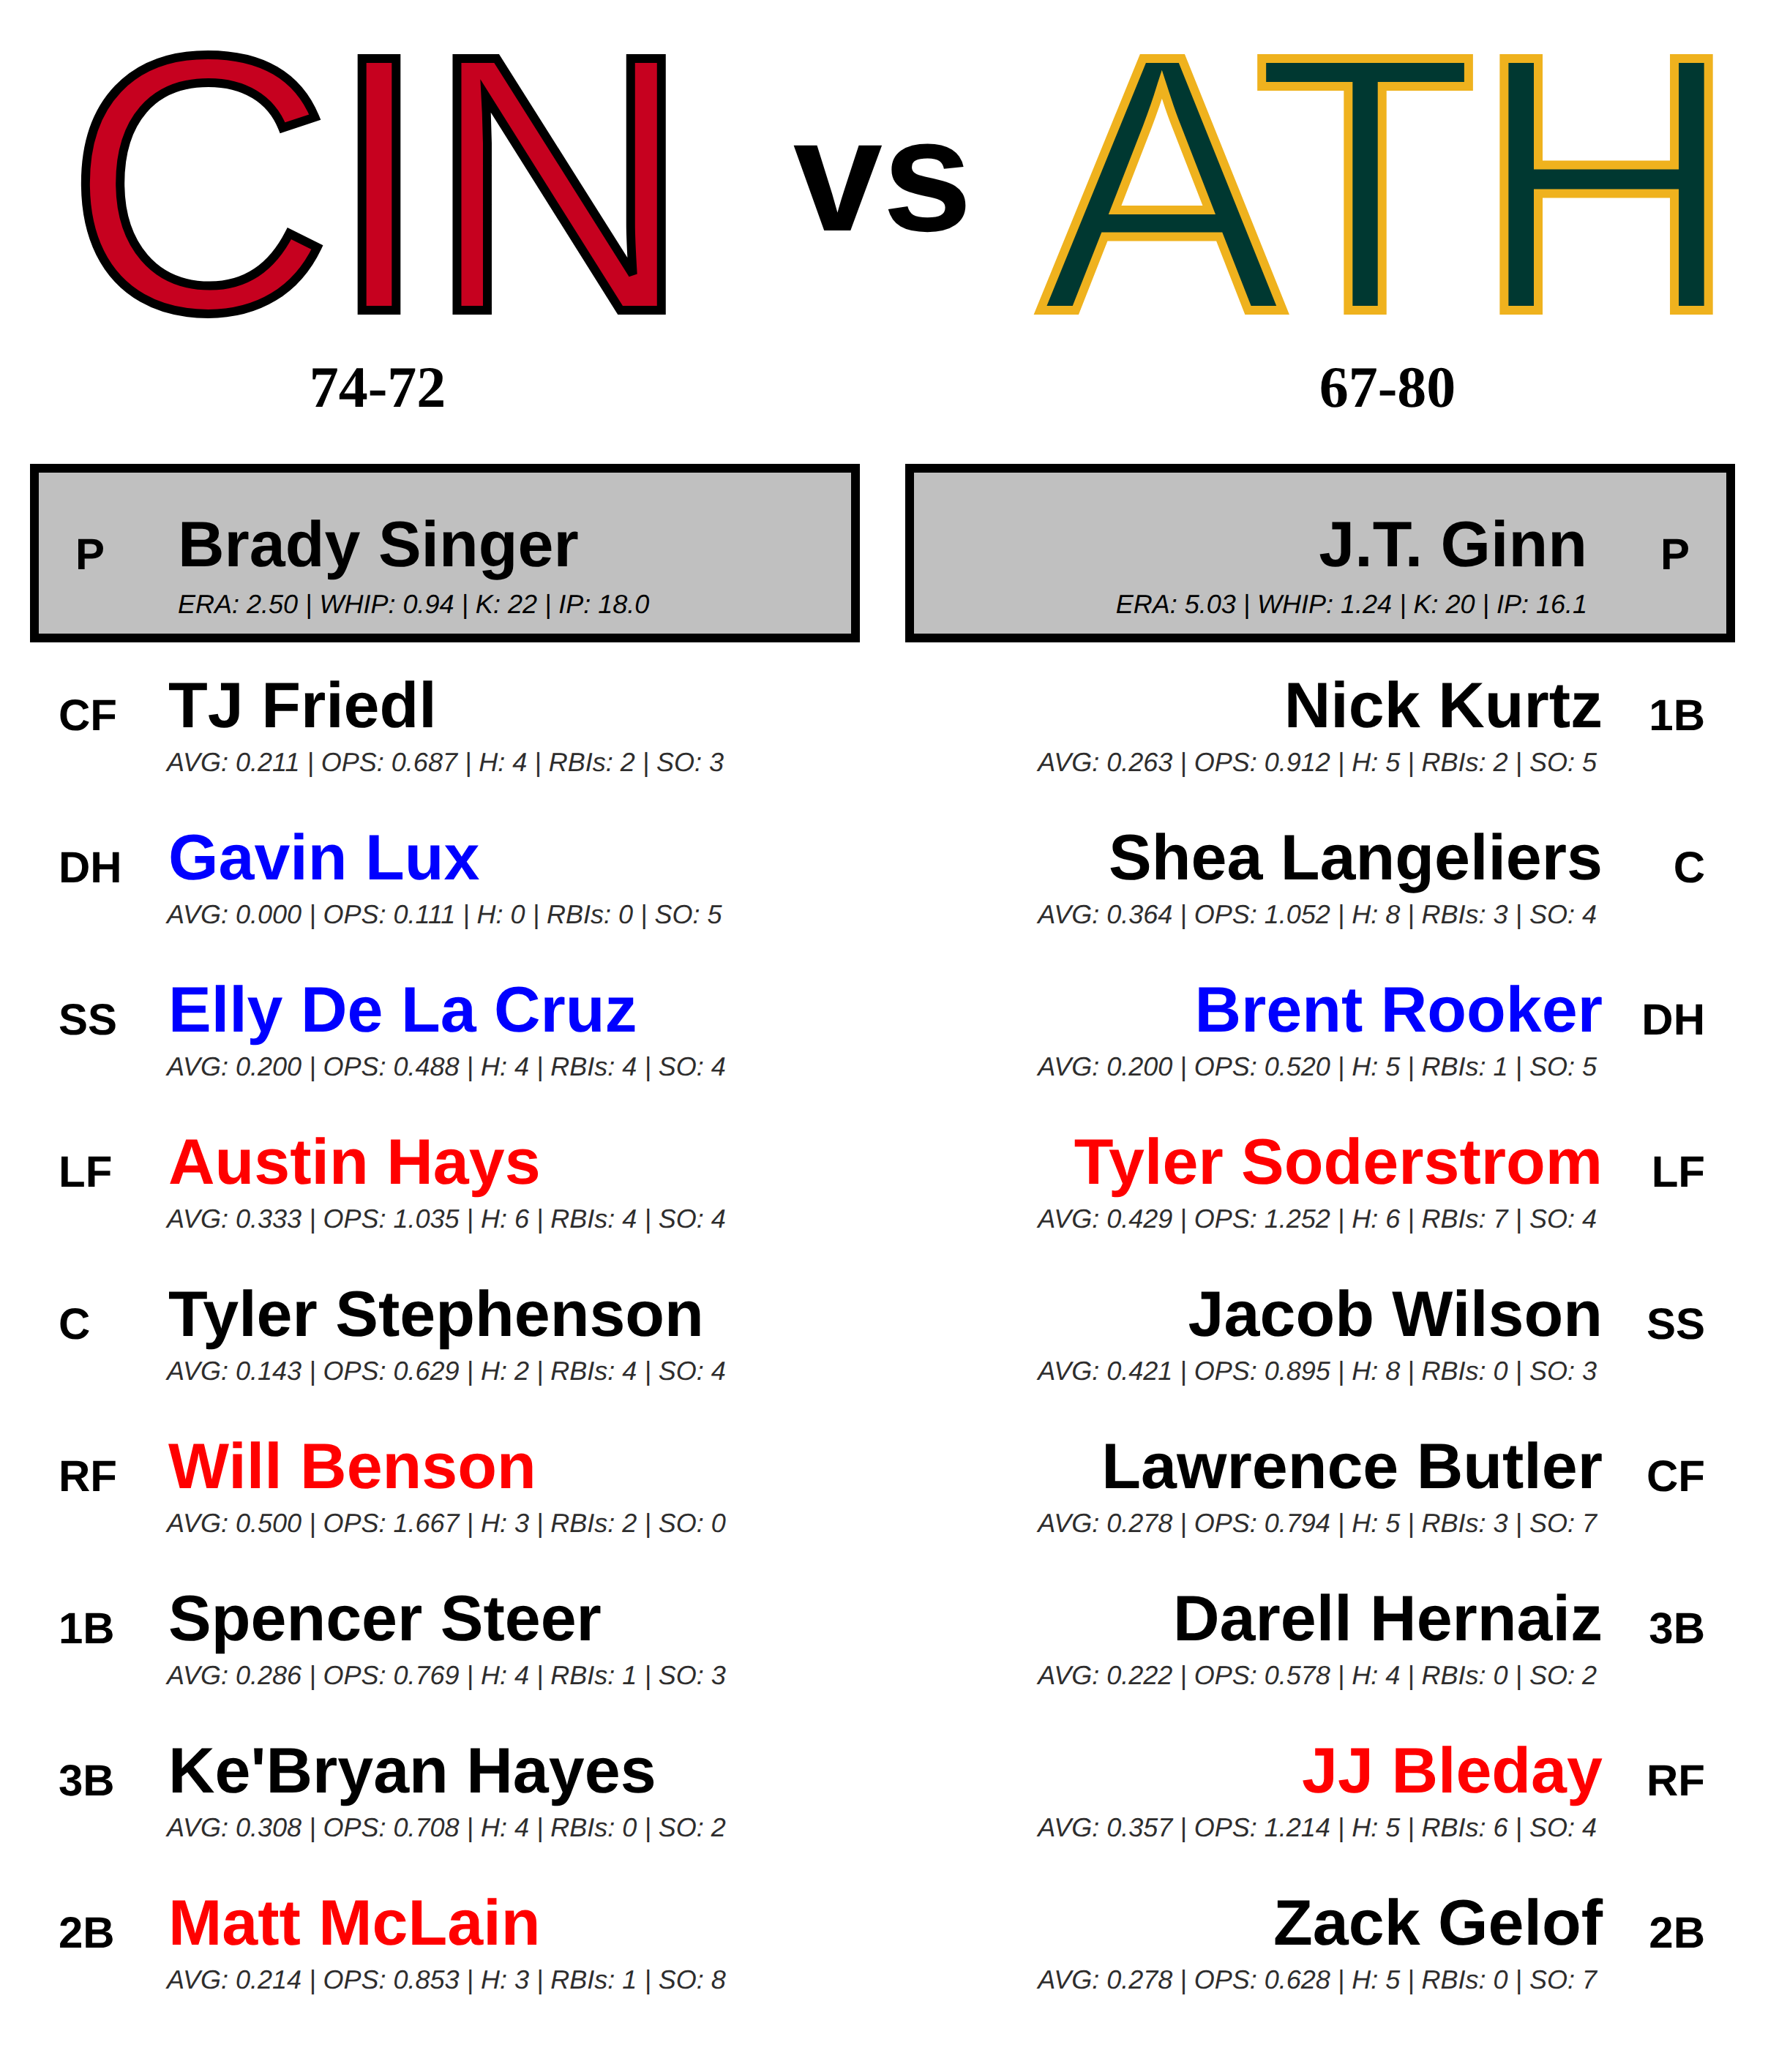 CIN vs ATH
74-72 67-80
P Brady Singer
ERA: 2.50 | WHIP: 0.94 | K: 22 | IP: 18.0
J.T. Ginn P
ERA: 5.03 | WHIP: 1.24 | K: 20 | IP: 16.1
CF TJ Friedl
AVG: 0.211 | OPS: 0.687 | H: 4 | RBIs: 2 | SO: 3
DH Gavin Lux
AVG: 0.000 | OPS: 0.111 | H: 0 | RBIs: 0 | SO: 5
SS Elly De La Cruz
AVG: 0.200 | OPS: 0.488 | H: 4 | RBIs: 4 | SO: 4
LF Austin Hays
AVG: 0.333 | OPS: 1.035 | H: 6 | RBIs: 4 | SO: 4
C Tyler Stephenson
AVG: 0.143 | OPS: 0.629 | H: 2 | RBIs: 4 | SO: 4
RF Will Benson
AVG: 0.500 | OPS: 1.667 | H: 3 | RBIs: 2 | SO: 0
1B Spencer Steer
AVG: 0.286 | OPS: 0.769 | H: 4 | RBIs: 1 | SO: 3
3B Ke'Bryan Hayes
AVG: 0.308 | OPS: 0.708 | H: 4 | RBIs: 0 | SO: 2
2B Matt McLain
AVG: 0.214 | OPS: 0.853 | H: 3 | RBIs: 1 | SO: 8
Nick Kurtz 1B
AVG: 0.263 | OPS: 0.912 | H: 5 | RBIs: 2 | SO: 5
Shea Langeliers C
AVG: 0.364 | OPS: 1.052 | H: 8 | RBIs: 3 | SO: 4
Brent Rooker DH
AVG: 0.200 | OPS: 0.520 | H: 5 | RBIs: 1 | SO: 5
Tyler Soderstrom LF
AVG: 0.429 | OPS: 1.252 | H: 6 | RBIs: 7 | SO: 4
Jacob Wilson SS
AVG: 0.421 | OPS: 0.895 | H: 8 | RBIs: 0 | SO: 3
Lawrence Butler CF
AVG: 0.278 | OPS: 0.794 | H: 5 | RBIs: 3 | SO: 7
Darell Hernaiz 3B
AVG: 0.222 | OPS: 0.578 | H: 4 | RBIs: 0 | SO: 2
JJ Bleday RF
AVG: 0.357 | OPS: 1.214 | H: 5 | RBIs: 6 | SO: 4
Zack Gelof 2B
AVG: 0.278 | OPS: 0.628 | H: 5 | RBIs: 0 | SO: 7